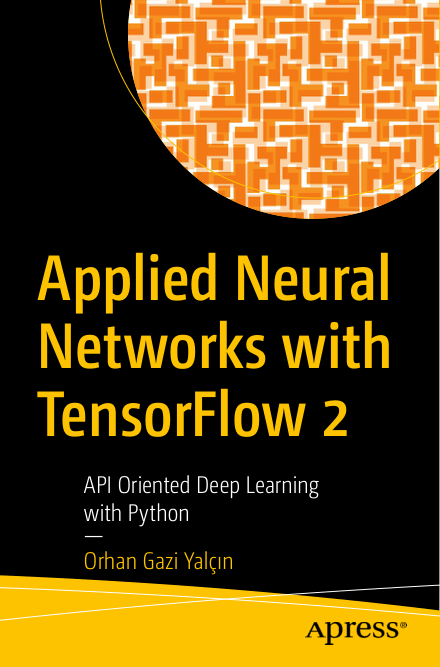 Applied Neural
Networks with
TensorFlow 2
API Oriented Deep Learning
with Python
—
Orhan Gazi Yalçın
Apress®